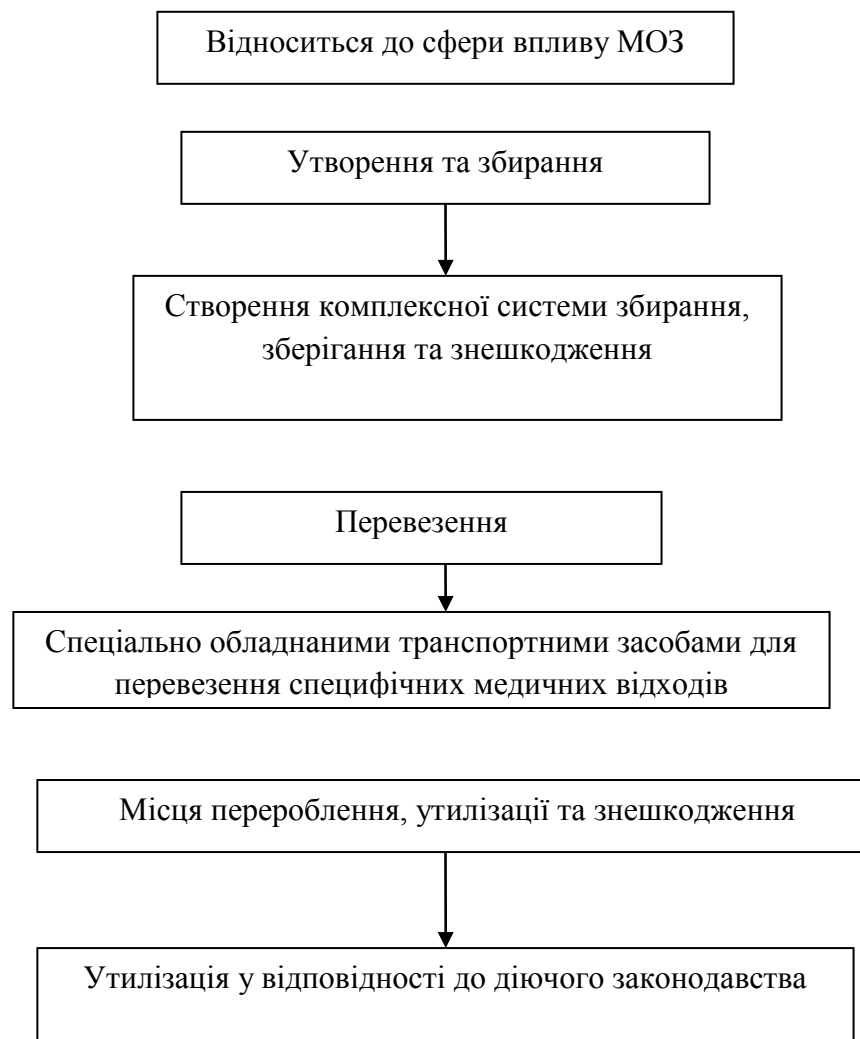 Відноситься до сфери впливу МОЗ
Утворення та збирання
Створення комплексної системи збирання,
зберігання та знешкодження
Перевезення
Спеціально обладнаними транспортними засобами для
перевезення специфічних медичних відходів
Місця перероблення, утилізації та знешкодження
Утилізація у відповідності до діючого законодавства